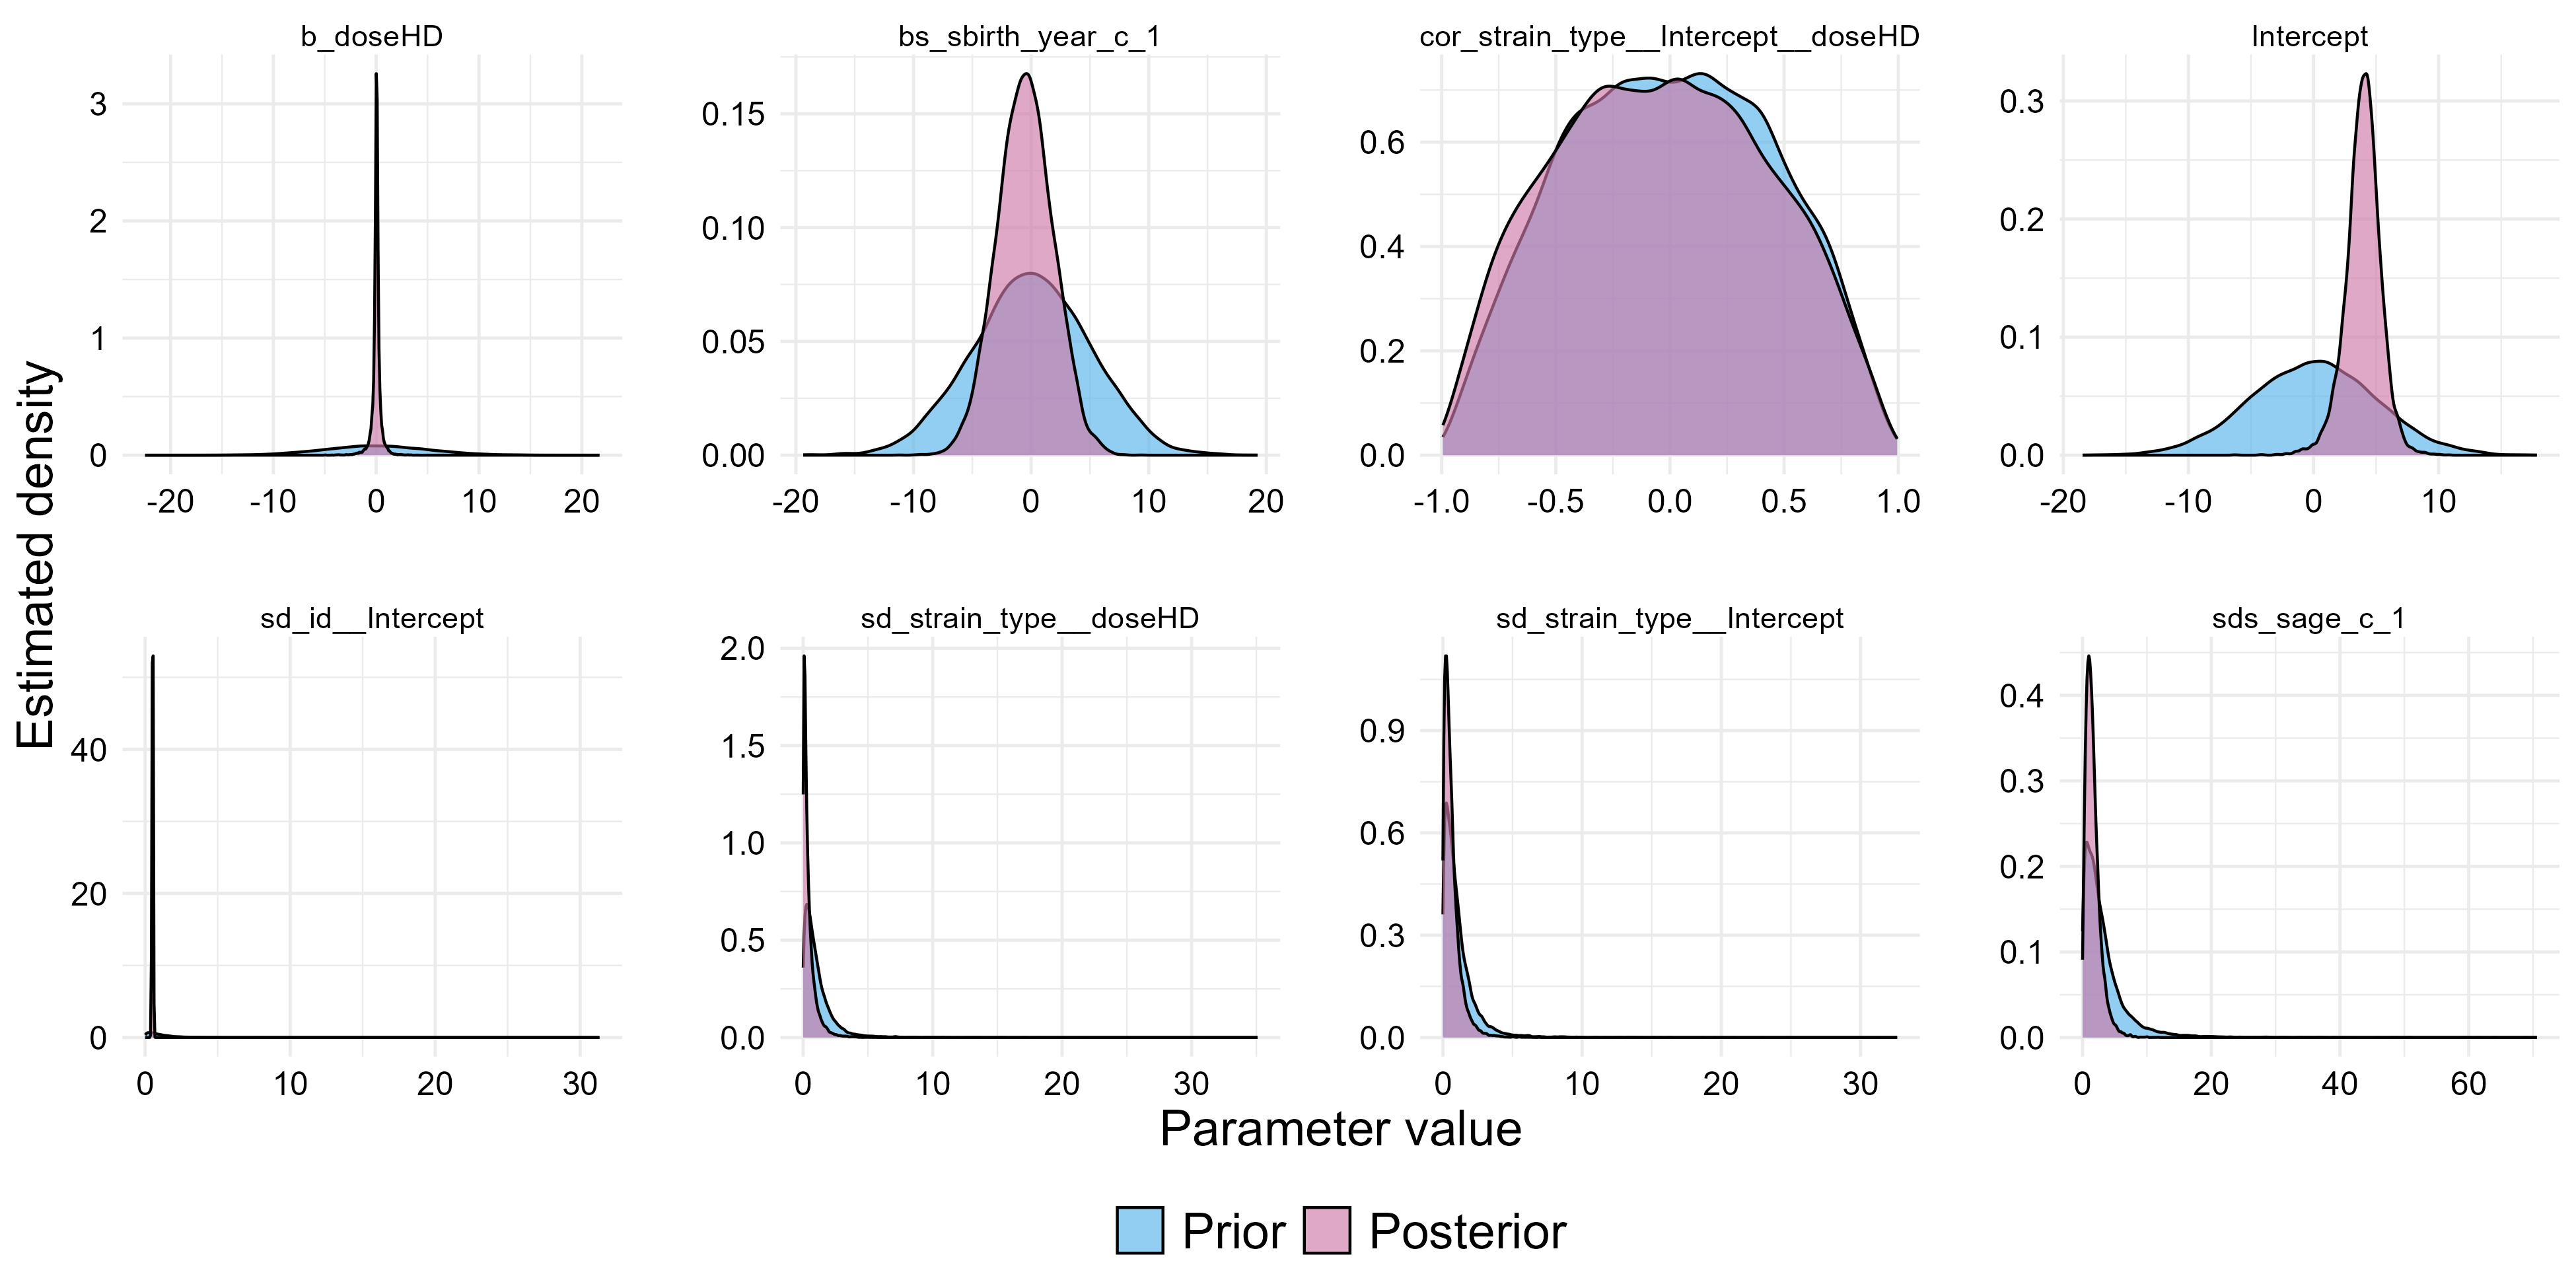 b_doseHD
bs_sbirth_year_c_1
cor_strain_type__Intercept__doseHD
Intercept
3
2
1
0
0.15
0.10
0.05
0.00
0.6
0.4
0.2
0.0
0.3
0.2
0.1
0.0
-20 -10 0 10 20
-20 -10 0 10 20
-1.0 -0.5 0.0 0.5 1.0
-20 -10 0 10
Estimated density
sd_id__Intercept
sd_strain_type__doseHD
sd_strain_type__Intercept
sds_sage_c_1
40
20
0
2.0
1.5
1.0
0.5
0.0
0.9
0.6
0.3
0.0
0.4
0.3
0.2
0.1
0.0
0 10 20 30
0 10 20 30
0 10 20 30
0 20 40 60
Parameter value
Prior Posterior